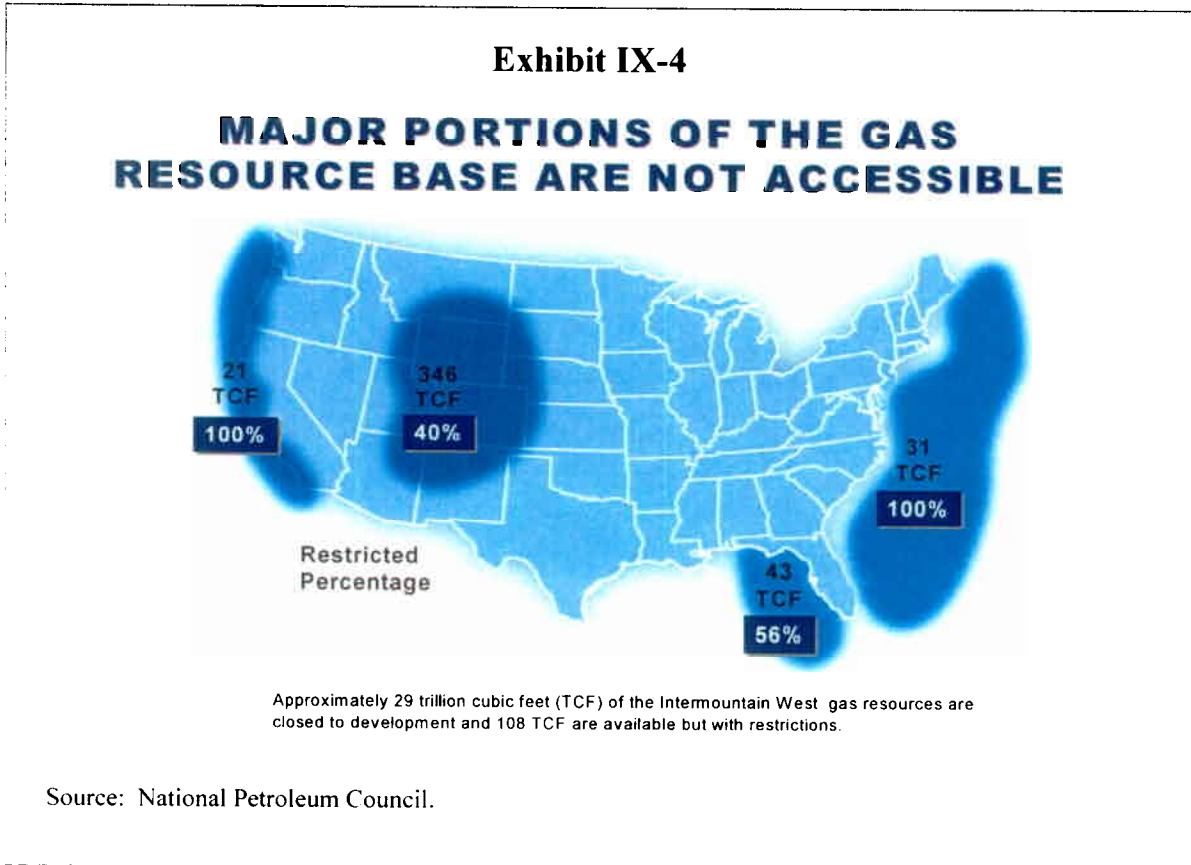 Exhibit IX-4
MAJOR PORTIONS OF THE GAS
RESOURCE BASE ARE NOT ACCESSIBLE
21
TCF
100%
346
TCF
40%
31
TCF
100%
43
TCF
56%
Restricted
Percentage
Approximately 29 trillion cubic feet (TCF) of the Intermountain West gas resources are
closed to development and 108 TCF are available but with restrictions.
Source: National Petroleum Council.